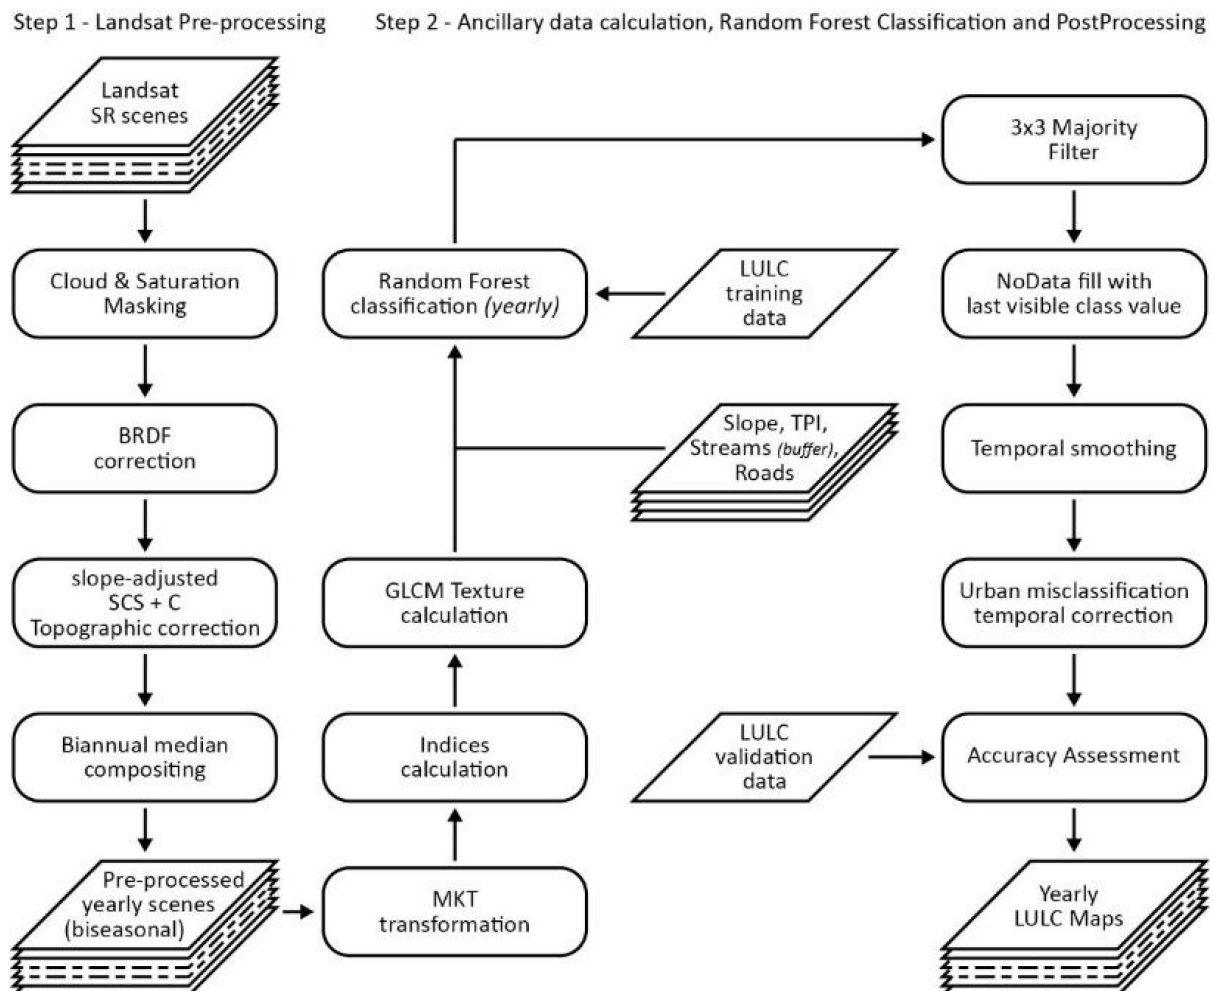 Step 1 - Landsat Pre-processing
Step 2 - Ancillary data calculation, Random Forest Classification and PostProcessing
Landsat
SR scenes
Cloud & Saturation
Masking
BRDF
correction
slope-adjusted
SCS + C
Topographic correction
Biannual median
compositing
Pre-processed
yearly scenes
(biseasonal)
MKT
transformation
Indices
calculation
GLCM Texture
calculation
Slope, TPI,
Streams (buffer),
Roads
Random Forest
classification (yearly)
LULC
training
data
3x3 Majority
Filter
NoData fill with
last visible class value
Temporal smoothing
Urban misclassification
temporal correction
LULC
validation
data
Accuracy Assessment
Yearly
LULC Maps